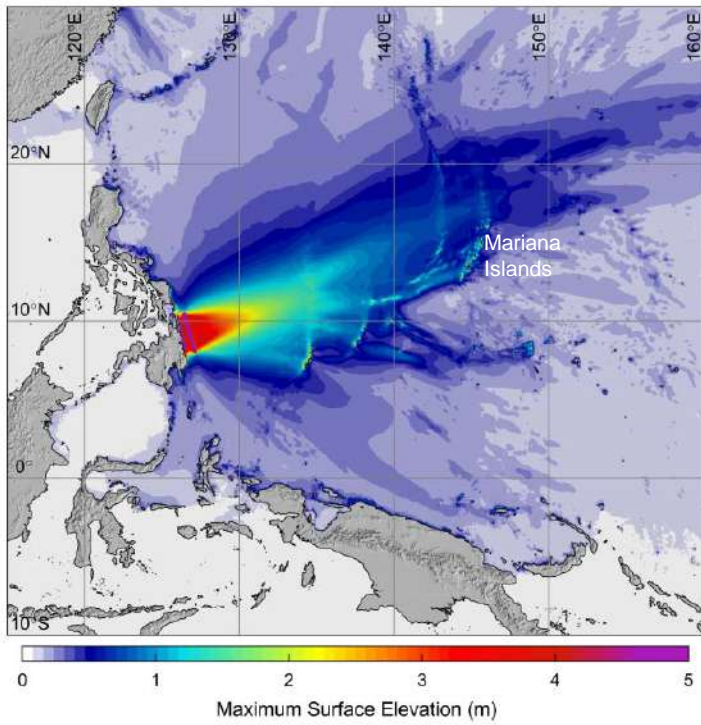 120°E
130°E
140°E
150°E
160°E
20°N
10°N
0°
10°S
Mariana
Islands
0 1 2 3 4 5
Maximum Surface Elevation (m)